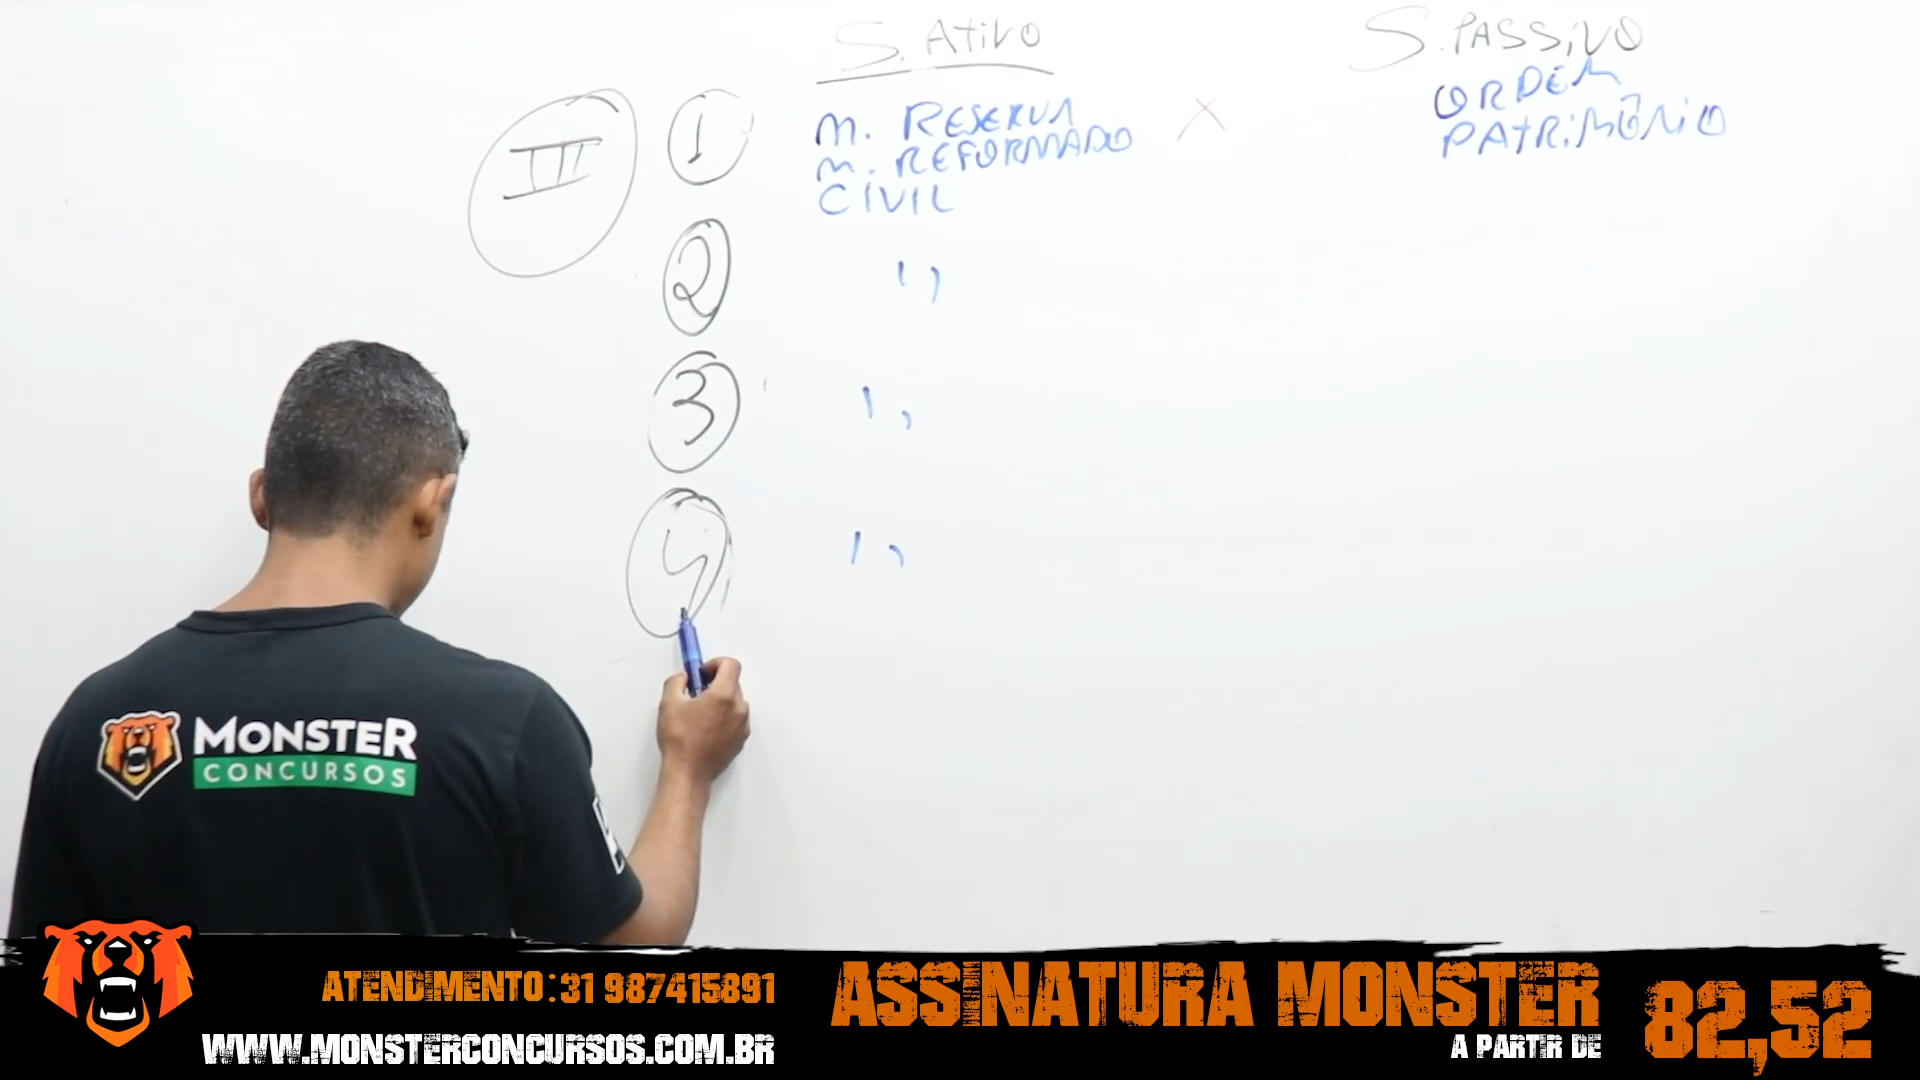 S. Ativo
S. PASSiVO
III
1
M. RESERVA
M. REFORMADO
CIVIL
X
ORDEM
PATRiMÔNiO
2
,,
3
,,
4
,,
MONSTER
CONCURSOS
ATENDIMENTO: 31 987415891
WWW.MONSTERCONCURSOS.COM.BR
ASSINATURA MONSTER
A PARTIR DE
82,52